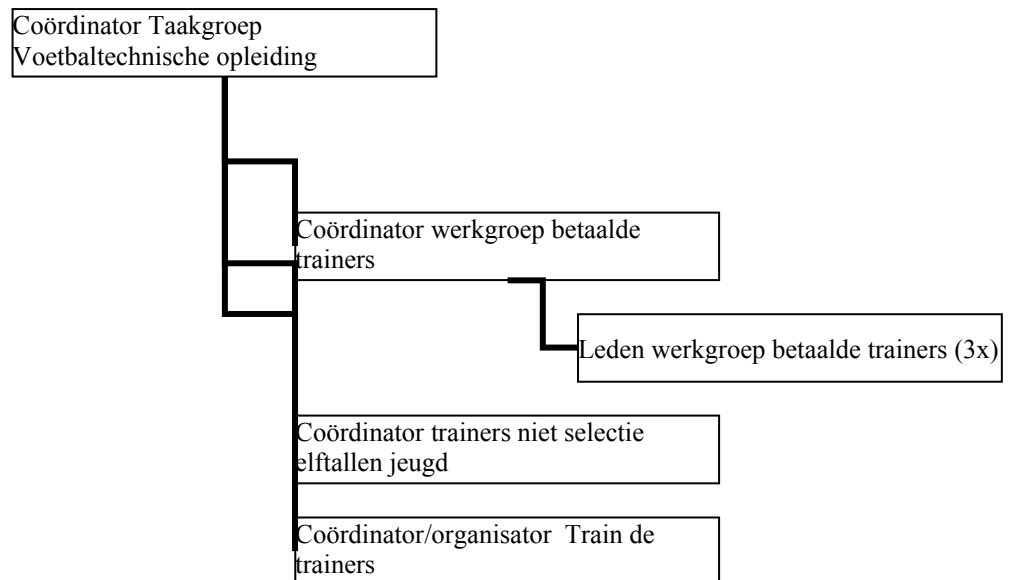 Coördinator Taakgroep
Voetbaltechnische opleiding
Coördinator werkgroep betaalde
trainers
Leden werkgroep betaalde trainers (3x)
Coördinator trainers niet selectie
elftallen jeugd
Coördinator/organisator  Train de
trainers